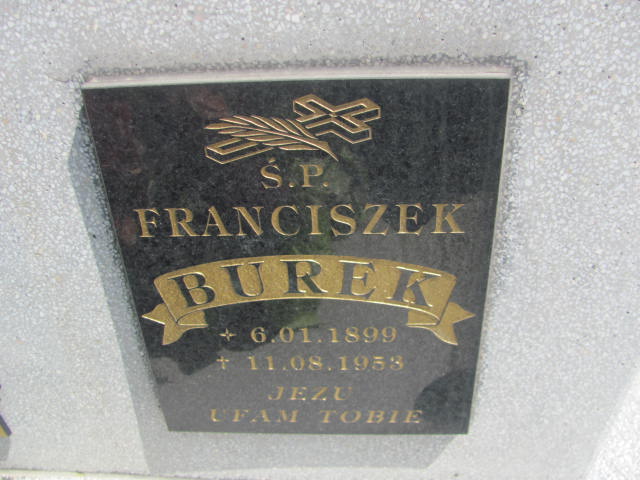 Ś.P.
FRANCISZEK
BUREK
6.01.1899
✝ 11.08.1953
JEZU
UFAM TOBIE